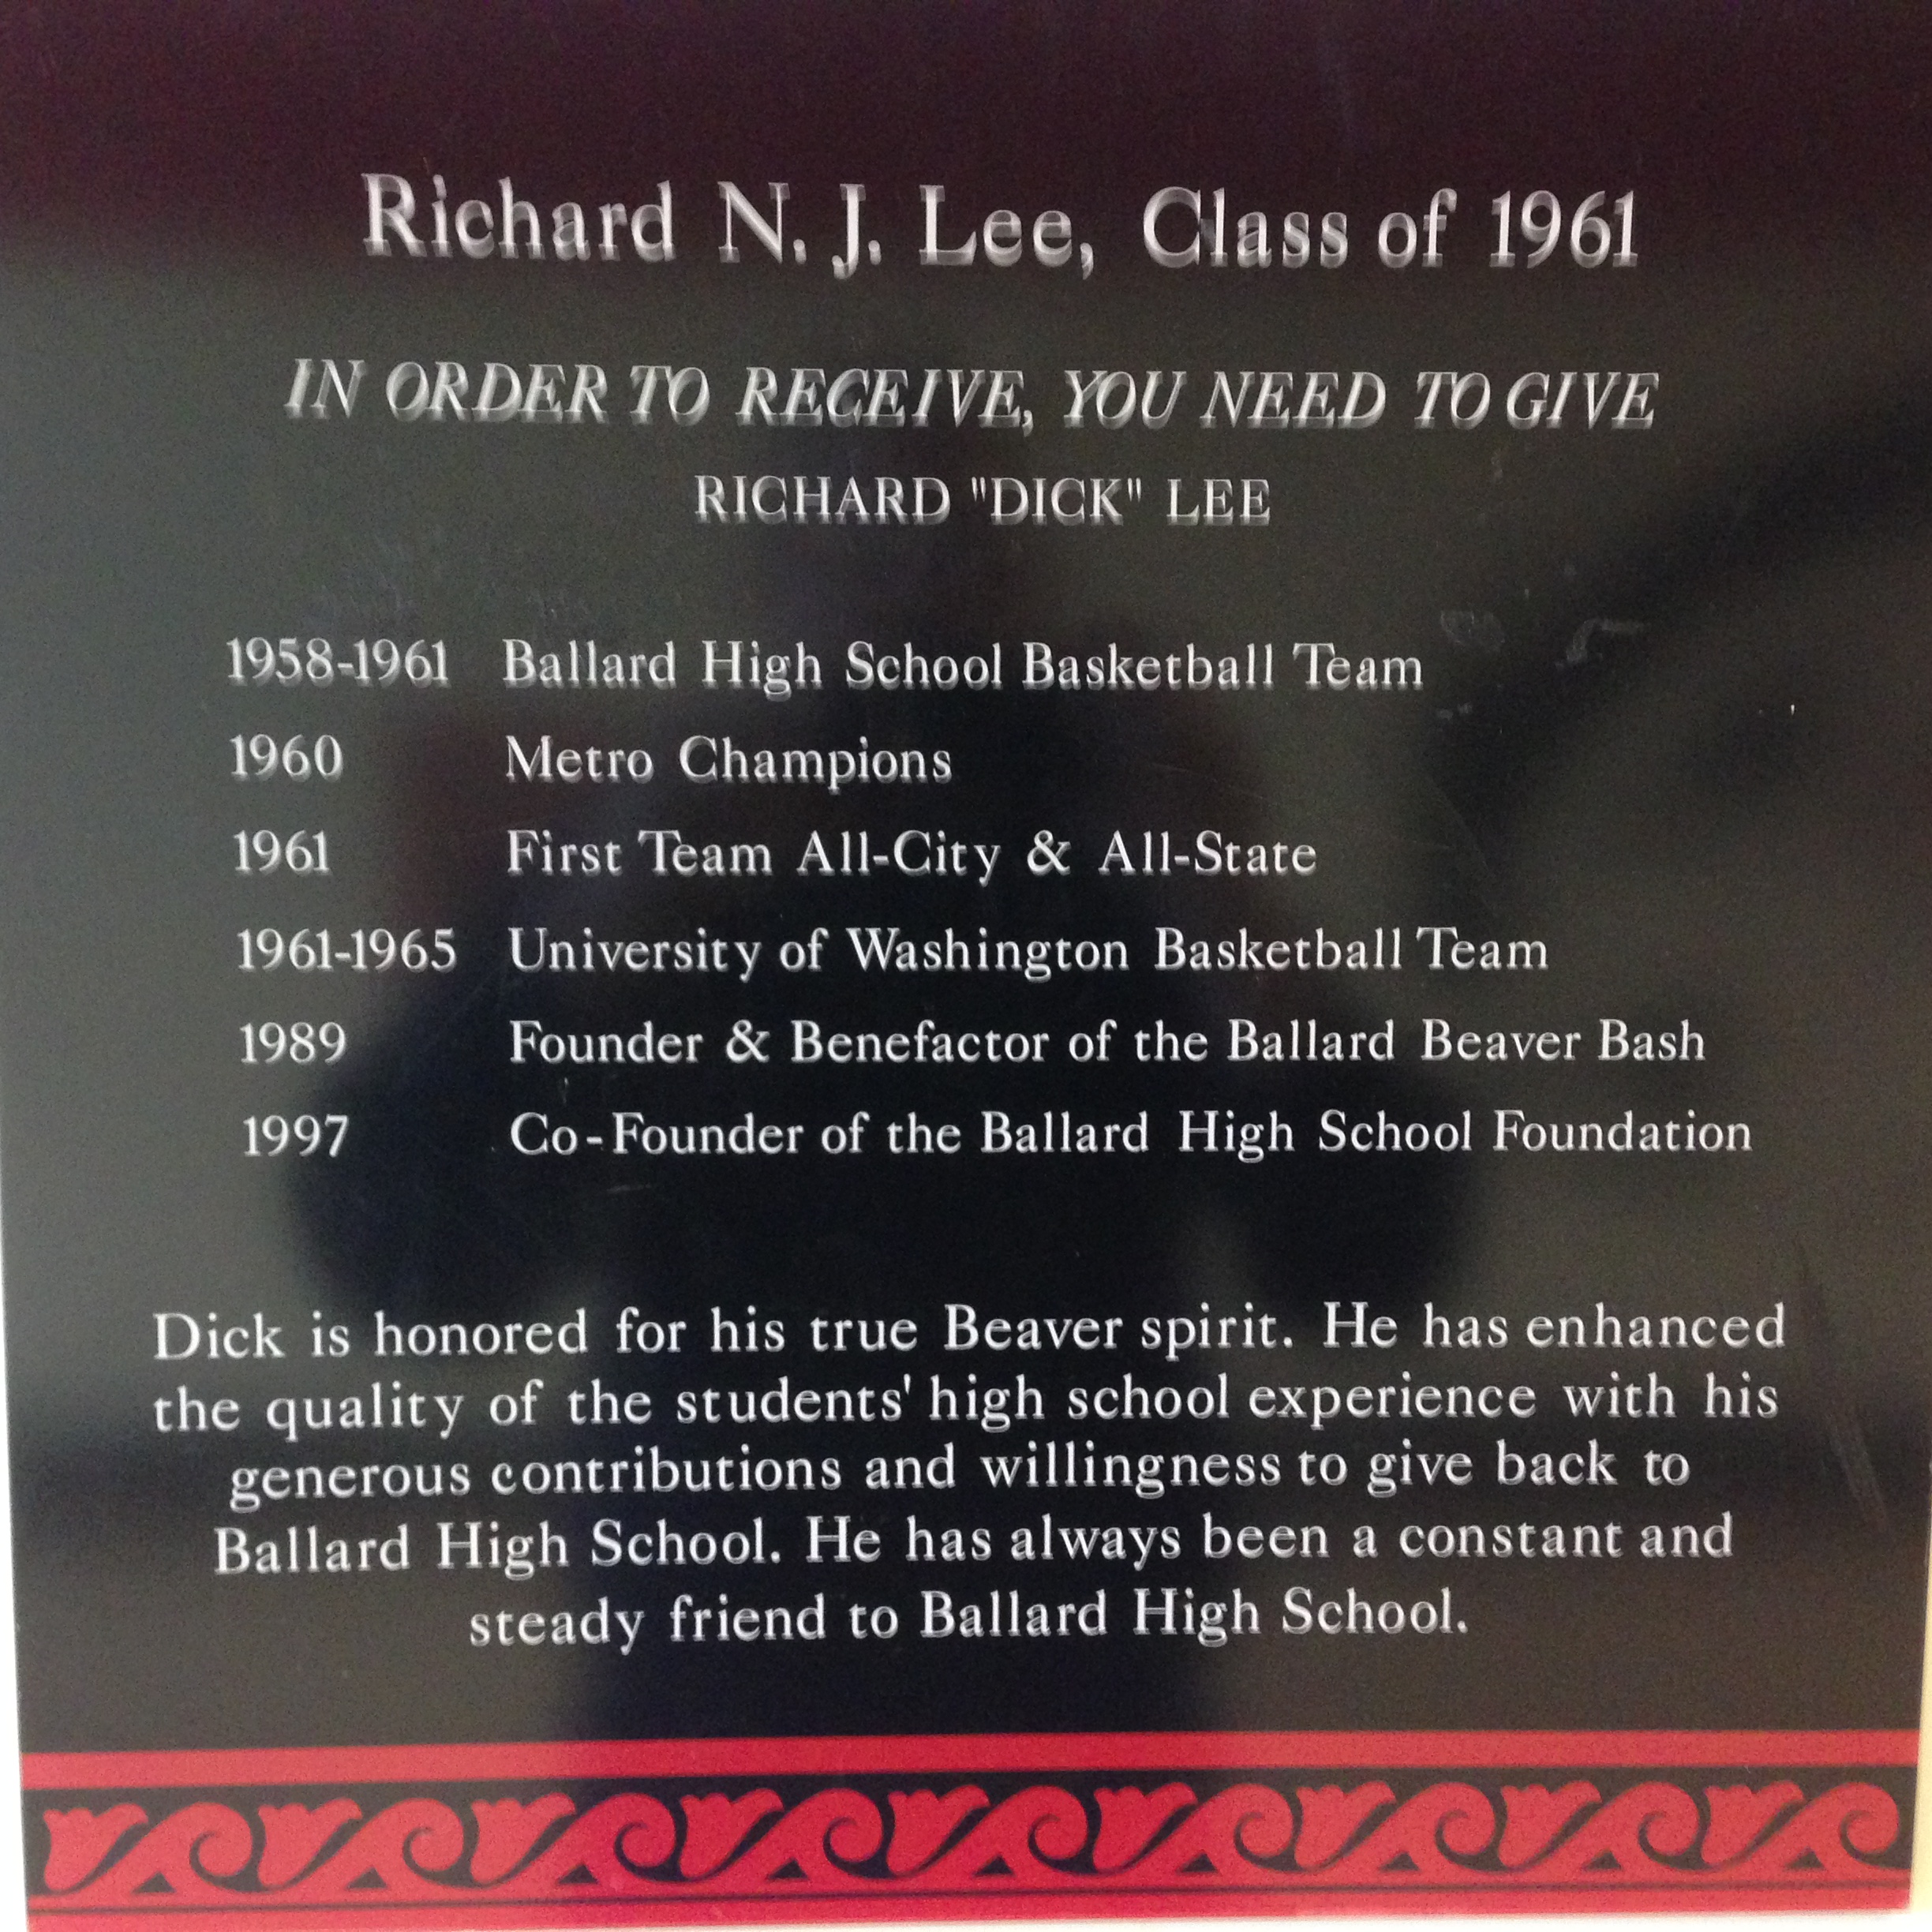 Richard N. J. Lee, Class of 1961
IN ORDER TO RECEIVE, YOU NEED TO GIVE
RICHARD "DICK" LEE
1958-1961 Ballard High School Basketball Team
1960 Metro Champions
1961 First Team All-City & All-State
1961-1965 University of Washington Basketball Team
1989 Founder & Benefactor of the Ballard Beaver Bash
1997 Co-Founder of the Ballard High School Foundation
Dick is honored for his true Beaver spirit. He has enhanced
the quality of the students' high school experience with his
generous contributions and willingness to give back to
Ballard High School. He has always been a constant and
steady friend to Ballard High School.